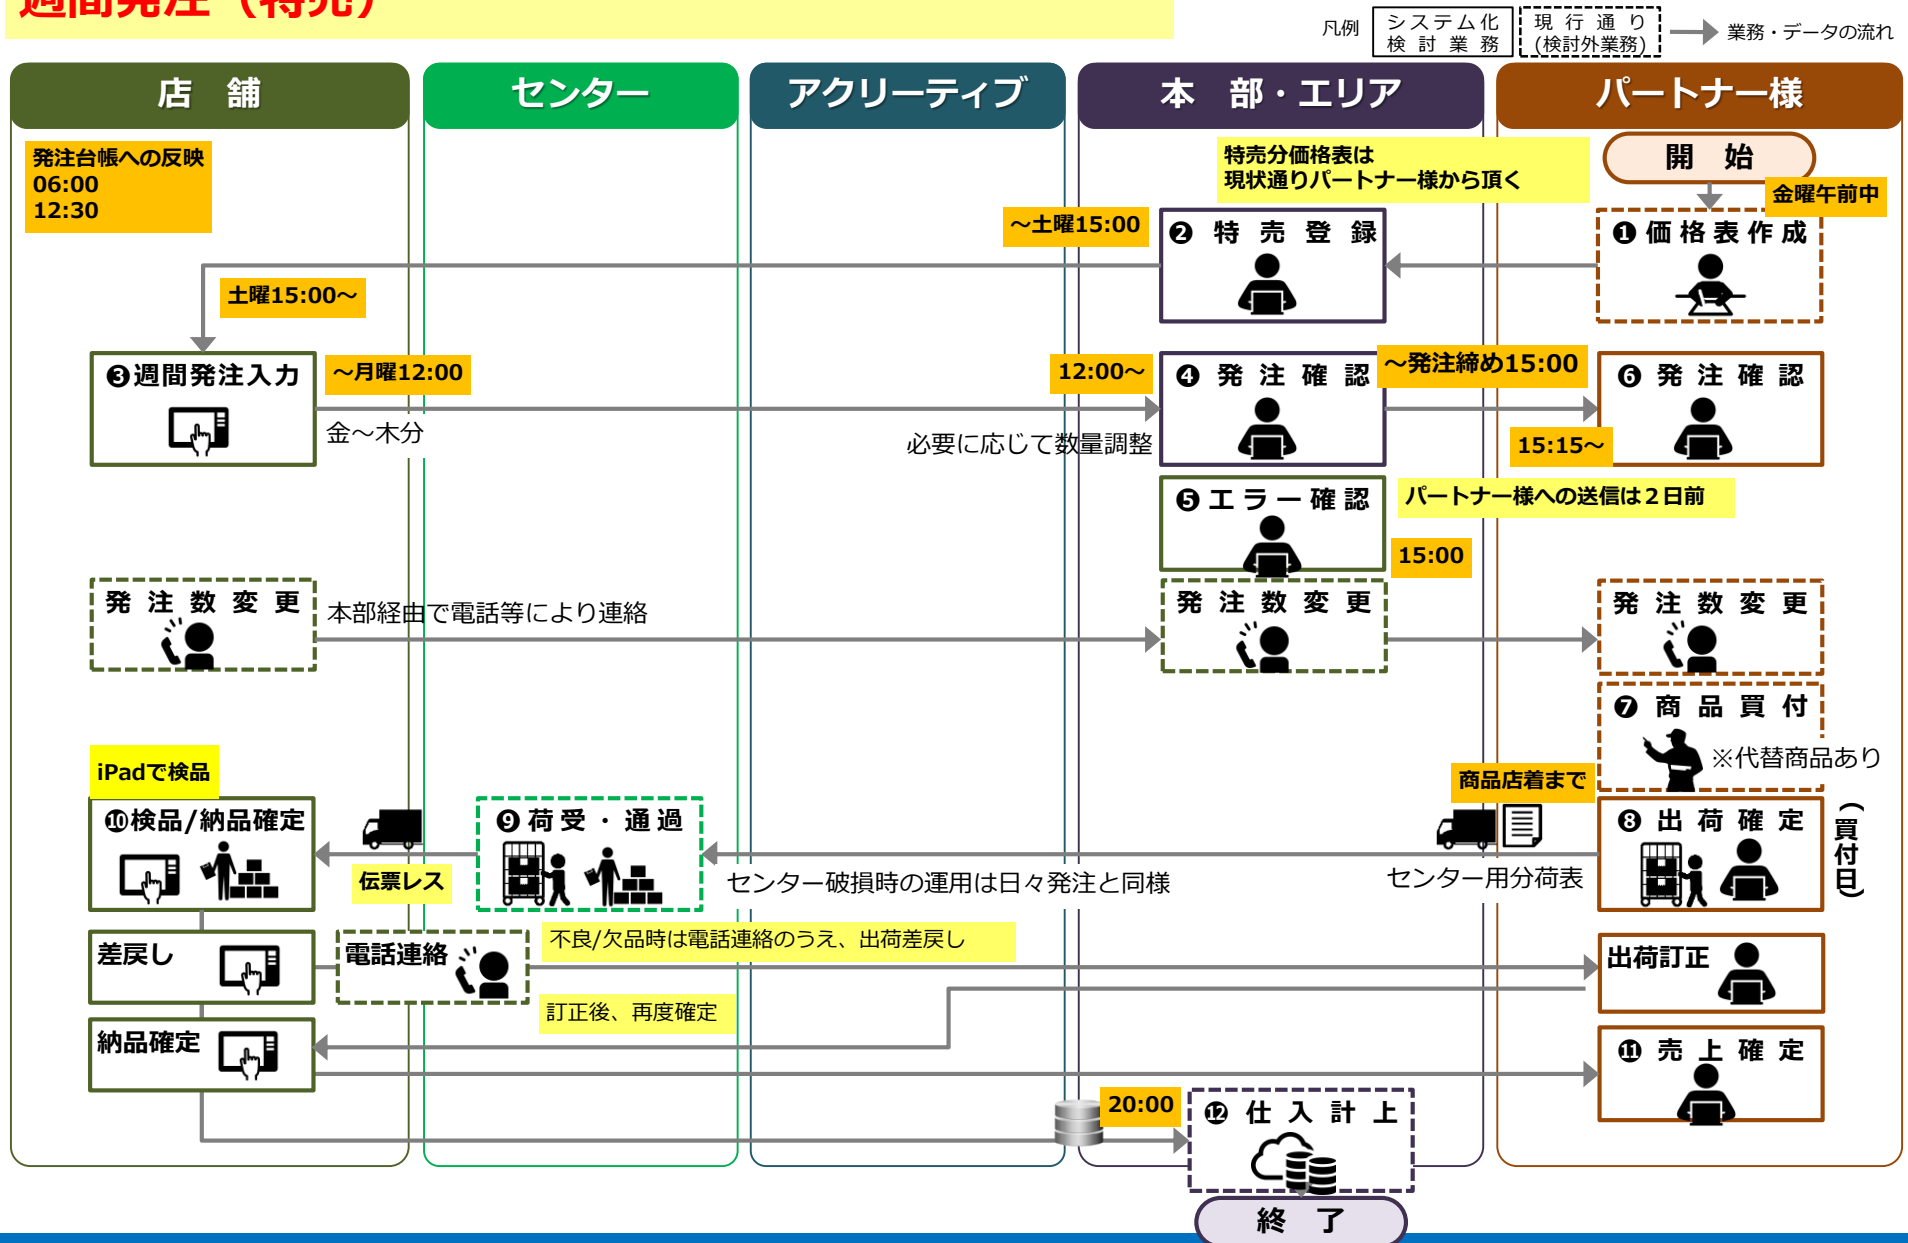 週間発注（特売）
凡例
システム化
検討業務
現行通り
(検討外業務)
業務・データの流れ
店　舗
センター
アクリーティブ
本　部・エリア
パートナー様
発注台帳への反映
06:00
12:30
特売分価格表は
現状通りパートナー様から頂く
開　始
金曜午前中
～土曜15:00
❷特売登録
❶価格表作成
土曜15:00～
❸週間発注入力
～月曜12:00
12:00～
❹発注確認
～発注締め15:00
❻発注確認
金～木分
必要に応じて数量調整
15:15～
❺エラー確認
パートナー様への送信は２日前
15:00
発注数変更
本部経由で電話等により連絡
発注数変更
発注数変更
❼商品買付
※代替商品あり
iPadで検品
商品店着まで
❿検品/納品確定
❾荷受・通過
❽出荷確定
（買付日）
伝票レス
センター破損時の運用は日々発注と同様
センター用分荷表
差戻し
電話連絡
不良/欠品時は電話連絡のうえ、出荷差戻し
出荷訂正
訂正後、再度確定
納品確定
⓫売上確定
20:00
⓬仕入計上
終　了